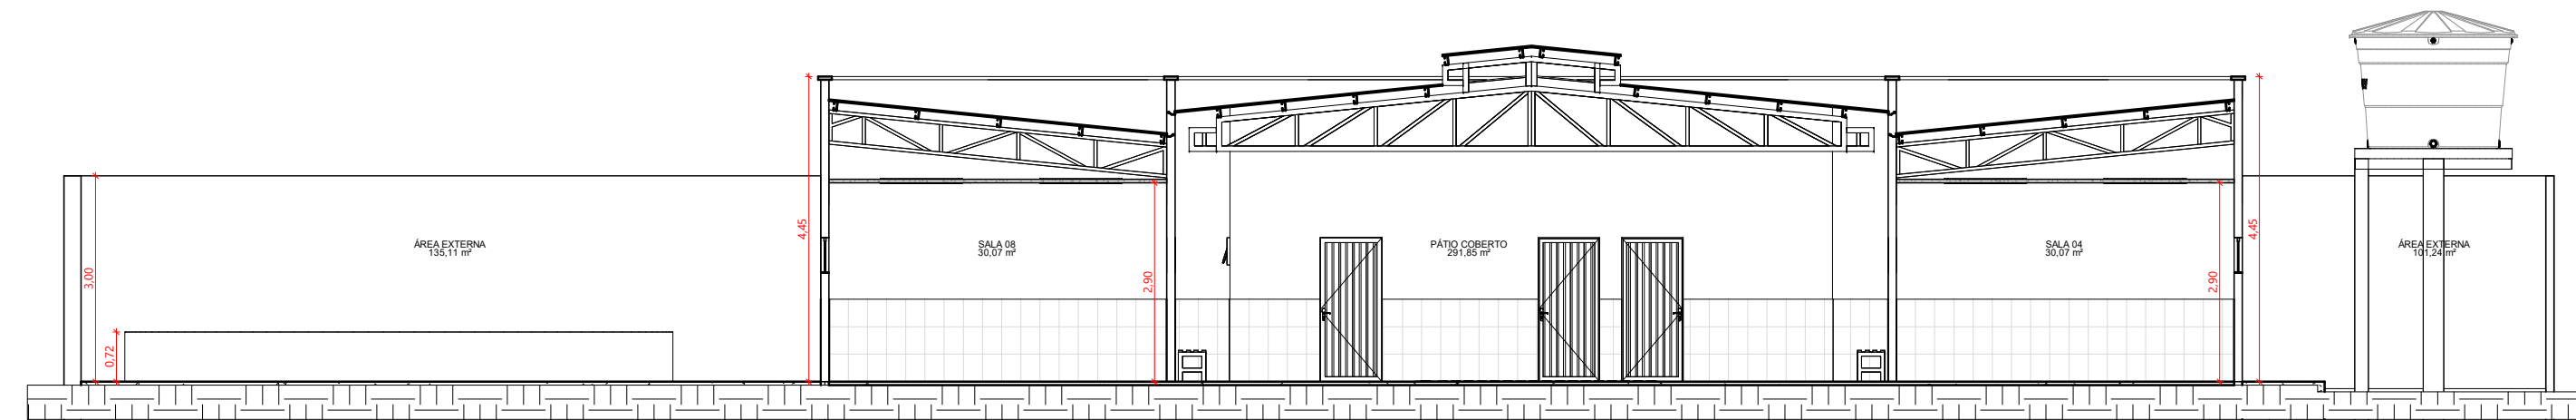 ÁREA EXTERNA
135,11 m²
SALA 08
30,07 m²
PÁTIO COBERTO
291,85 m²
SALA 04
30,07 m²
ÁREA EXTERNA
101,24 m²
3,00
0,72
4,45
2,90
2,90
4,45